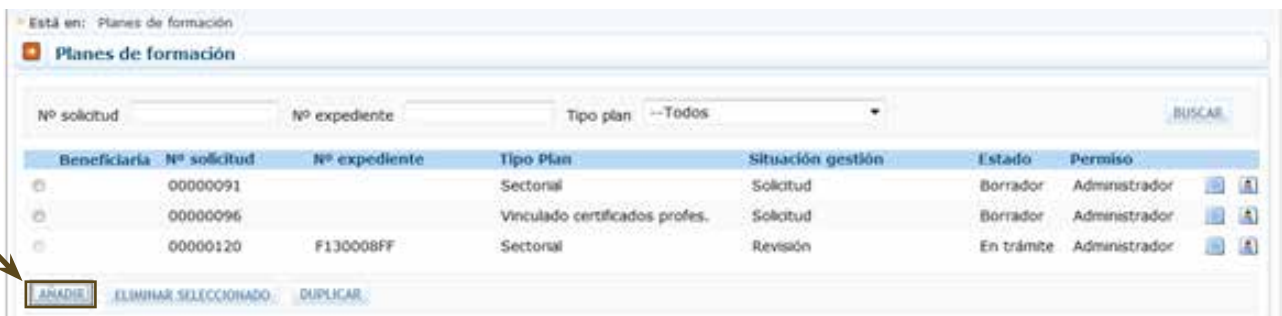 Está en: Planes de formación
Planes de formación
Nº solicitud Nº expediente Tipo plan --Todos BUSCAR
Beneficiaria Nº solicitud Nº expediente Tipo Plan Situación gestión Estado Permiso
00000091 Sectorial Solicitud Borrador Administrador
00000096 Vinculado certificados profes. Solicitud Borrador Administrador
00000120 F130008FF Sectorial Revisión En trámite Administrador
AÑADIR ELIMINAR SELECCIONADO DUPLICAR